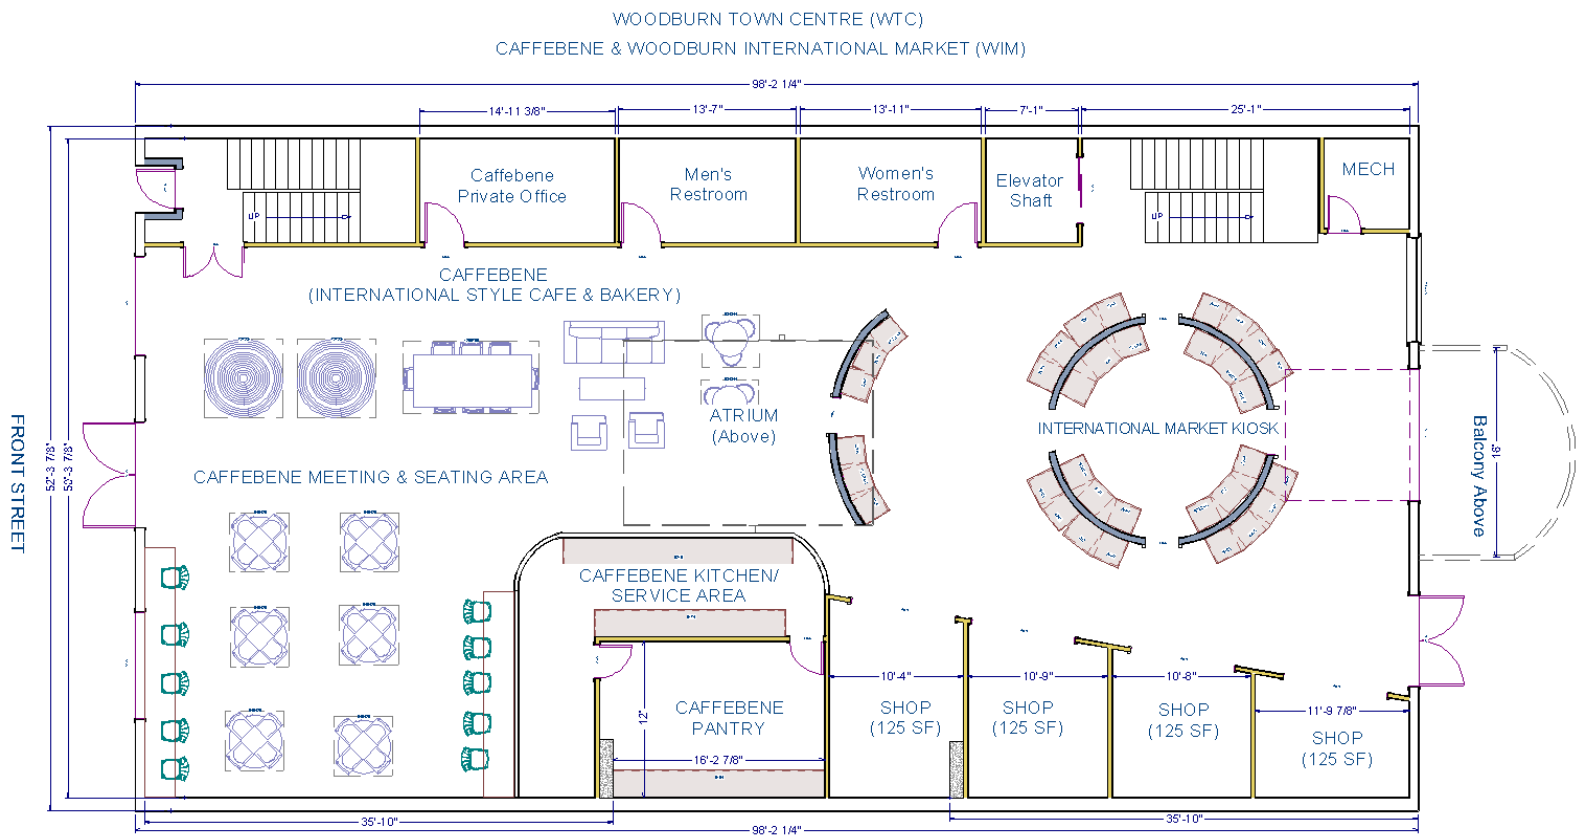 WOODBURN TOWN CENTRE (WTC)
CAFFEBENE & WOODBURN INTERNATIONAL MARKET (WIM)
98'-2 1/4"
14'-11 3/8"
13'-7"
13'-11"
7'-1"
25'-1"
Caffebene
Private Office
Men's
Restroom
Women's
Restroom
Elevator
Shaft
MECH
UP
UP
CAFFEBENE
(INTERNATIONAL STYLE CAFE & BAKERY)
ATRIUM
(Above)
INTERNATIONAL MARKET KIOSK
FRONT STREET
52'-3 7/8"
50'-3 7/8"
Balcony Above
16'
CAFFEBENE MEETING & SEATING AREA
CAFFEBENE KITCHEN/
SERVICE AREA
12'
CAFFEBENE
PANTRY
16'-2 7/8"
10'-4"
SHOP
(125 SF)
10'-9"
SHOP
(125 SF)
10'-8"
SHOP
(125 SF)
11'-9 7/8"
SHOP
(125 SF)
35'-10"
35'-10"
98'-2 1/4"